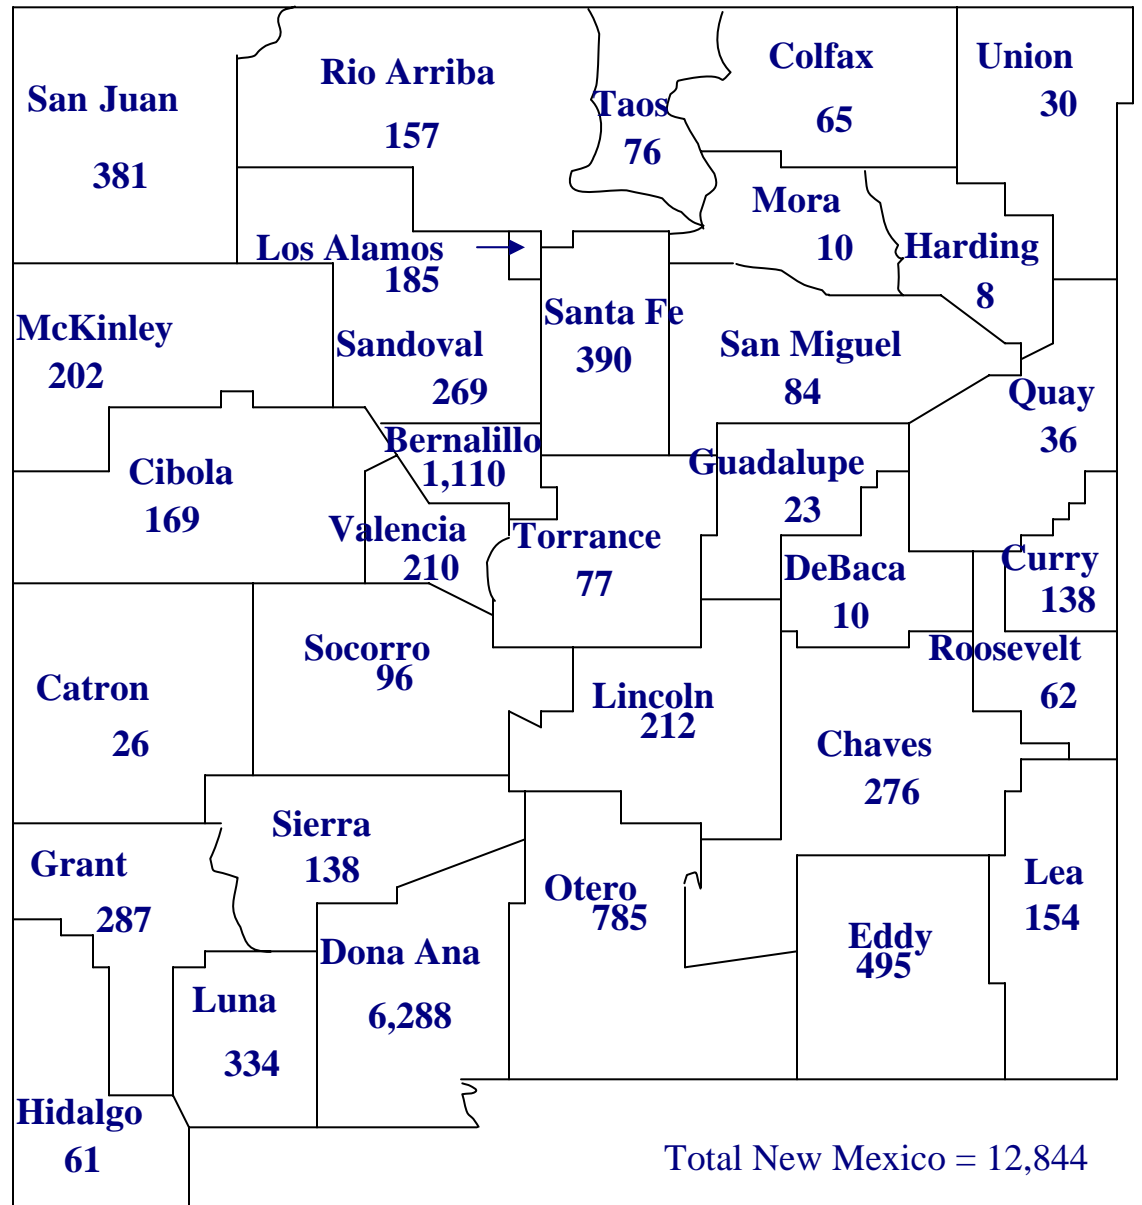 San Juan
381
Rio Arriba
157
Taos
76
Colfax
65
Union
30
Los Alamos
185
Mora
10
Harding
8
McKinley
202
Sandoval
269
Santa Fe
390
San Miguel
84
Quay
36
Cibola
169
Bernalillo
1,110
Guadalupe
23
Valencia
210
Torrance
77
DeBaca
10
Curry
138
Catron
26
Socorro
96
Lincoln
212
Roosevelt
62
Chaves
276
Grant
287
Sierra
138
Otero
785
Eddy
495
Lea
154
Luna
334
Dona Ana
6,288
Hidalgo
61
Total New Mexico = 12,844